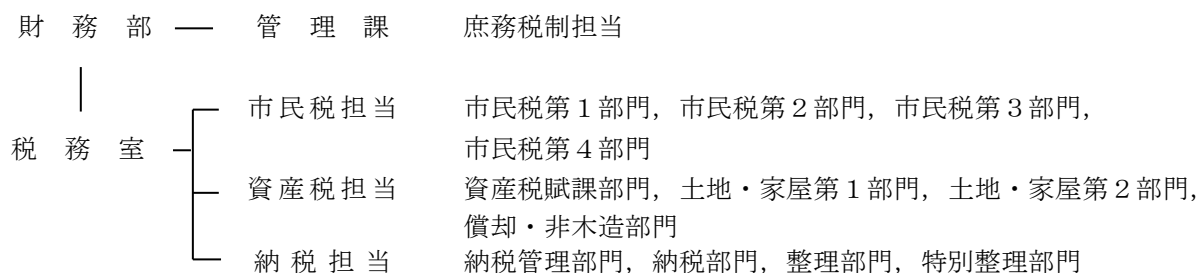 財務部 管理課 庶務税制担当
市民税担当 市民税第１部門，市民税第２部門，市民税第３部門，
税務室 市民税第４部門
資産税担当 資産税賦課部門，土地・家屋第１部門，土地・家屋第２部門，
償却・非木造部門
納税担当 納税管理部門，納税部門，整理部門，特別整理部門